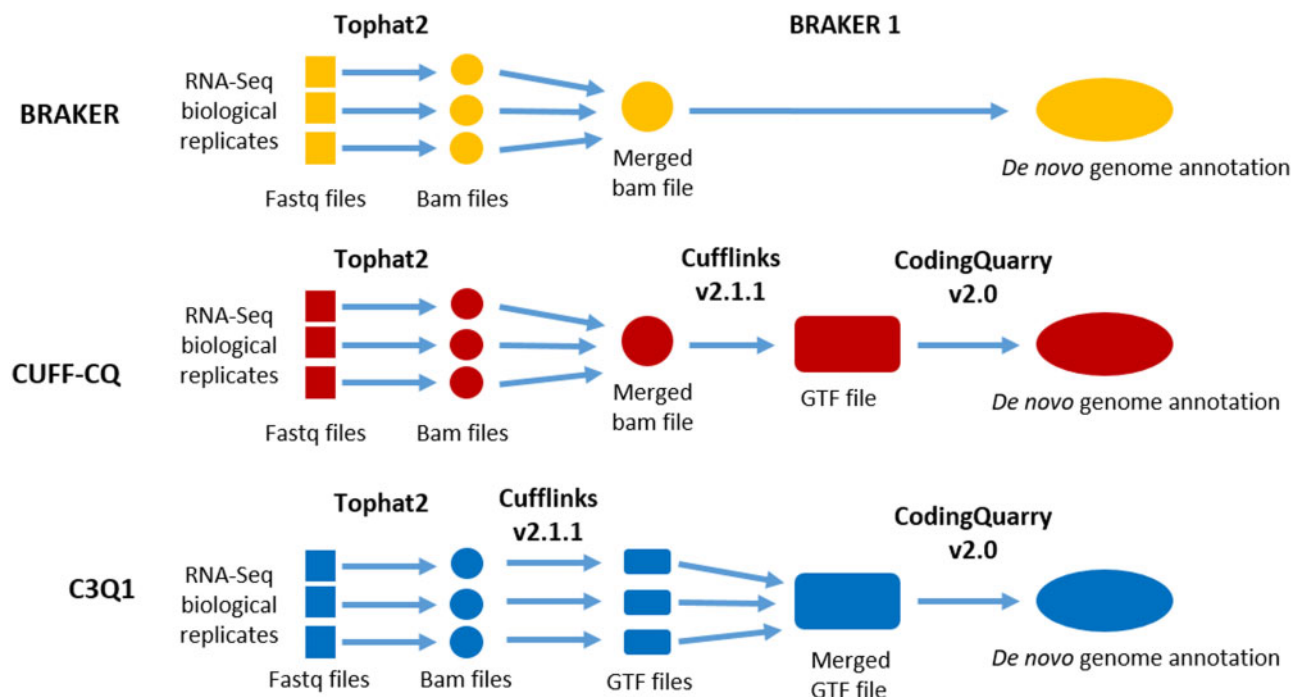 Tophat2
BRAKER 1
BRAKER
RNA-Seq
biological
replicates
Fastq files
Bam files
Merged
bam file
De novo genome annotation
Tophat2
Cufflinks
v2.1.1
CodingQuarry
v2.0
CUFF-CQ
RNA-Seq
biological
replicates
Fastq files
Bam files
Merged
bam file
GTF file
De novo genome annotation
Tophat2
Cufflinks
v2.1.1
CodingQuarry
v2.0
C3Q1
RNA-Seq
biological
replicates
Fastq files
Bam files
GTF files
Merged
GTF file
De novo genome annotation